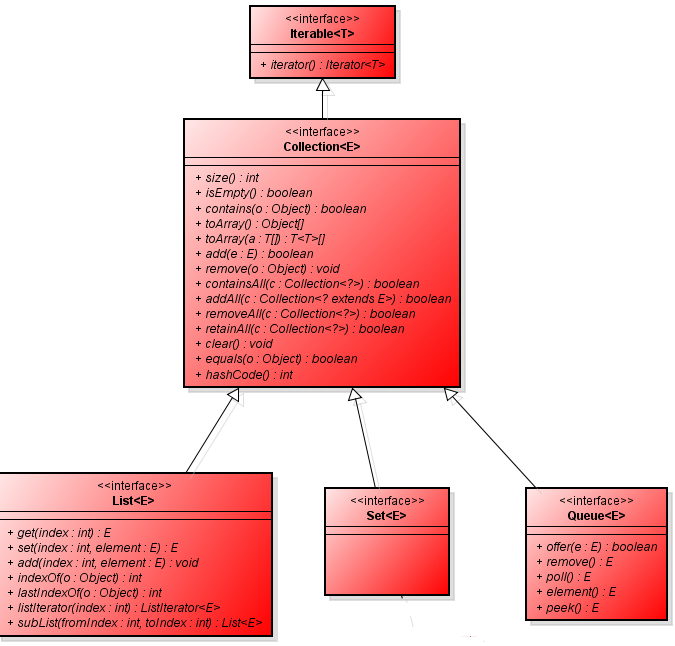 <<interface>>
Iterable<T>
+ iterator() : Iterator<T>
<<interface>>
Collection<E>
+ size() : int
+ isEmpty() : boolean
+ contains(o : Object) : boolean
+ toArray() : Object[]
+ toArray(a : T[]) : T<T>[]
+ add(e : E) : boolean
+ remove(o : Object) : void
+ containsAll(c : Collection<?>) : boolean
+ addAll(c : Collection<? extends E>) : boolean
+ removeAll(c : Collection<?>) : boolean
+ retainAll(c : Collection<?>) : boolean
+ clear() : void
+ equals(o : Object) : boolean
+ hashCode() : int
<<interface>>
List<E>
+ get(index : int) : E
+ set(index : int, element : E) : E
+ add(index : int, element : E) : void
+ indexOf(o : Object) : int
+ lastIndexOf(o : Object) : int
+ listIterator(index : int) : ListIterator<E>
+ subList(fromIndex : int, toIndex : int) : List<E>
<<interface>>
Set<E>
<<interface>>
Queue<E>
+ offer(e : E) : boolean
+ remove() : E
+ poll() : E
+ element() : E
+ peek() : E